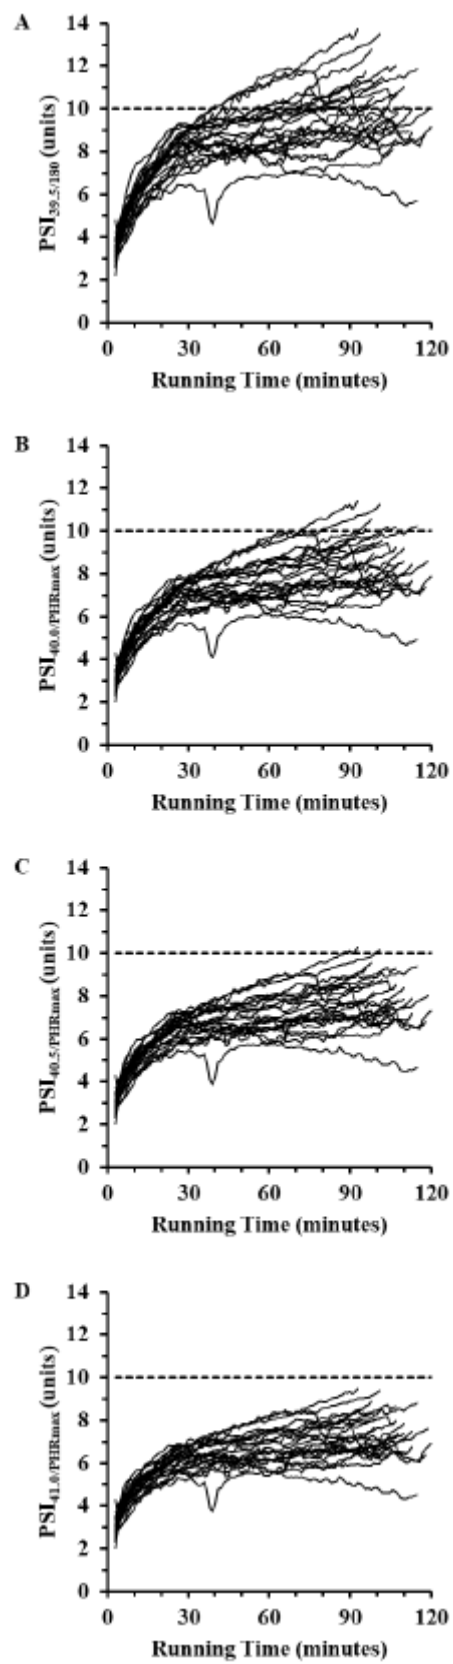 A
14
12
10
8
6
4
2
0
PSI39.5/180 (units)
0 30 60 90 120
Running Time (minutes)
B
14
12
10
8
6
4
2
0
PSI40.0/PHRmax (units)
0 30 60 90 120
Running Time (minutes)
C
14
12
10
8
6
4
2
0
PSI40.5/PHRmax (units)
0 30 60 90 120
Running Time (minutes)
D
14
12
10
8
6
4
2
0
PSI41.0/PHRmax (units)
0 30 60 90 120
Running Time (minutes)